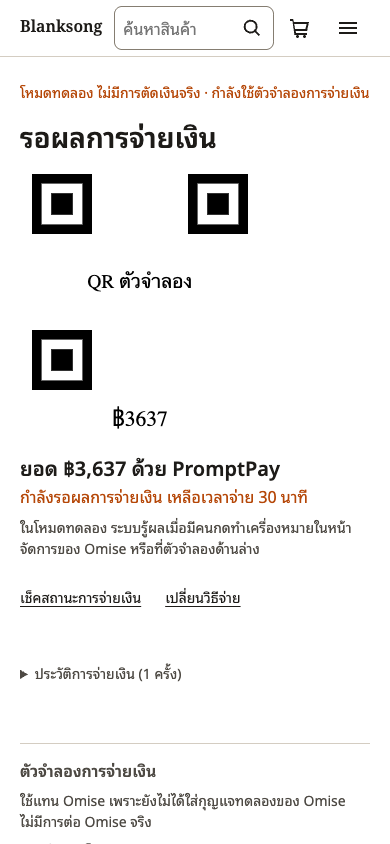 Blanksong
ค้นหาสินค้า
โหมดทดลอง ไม่มีการตัดเงินจริง · กำลังใช้ตัวจำลองการจ่ายเงิน
รอผลการจ่ายเงิน
QR ตัวจำลอง
฿3637
ยอด ฿3,637 ด้วย PromptPay
กำลังรอผลการจ่ายเงิน เหลือเวลาจ่าย 30 นาที
ในโหมดทดลอง ระบบรู้ผลเมื่อมีคนกดทำเครื่องหมายในหน้า
จัดการของ Omise หรือที่ตัวจำลองด้านล่าง
เช็คสถานะการจ่ายเงิน เปลี่ยนวิธีจ่าย
ประวัติการจ่ายเงิน (1 ครั้ง)
ตัวจำลองการจ่ายเงิน
ใช้แทน Omise เพราะยังไม่ได้ใส่กุญแจทดลองของ Omise
ไม่มีการต่อ Omise จริง